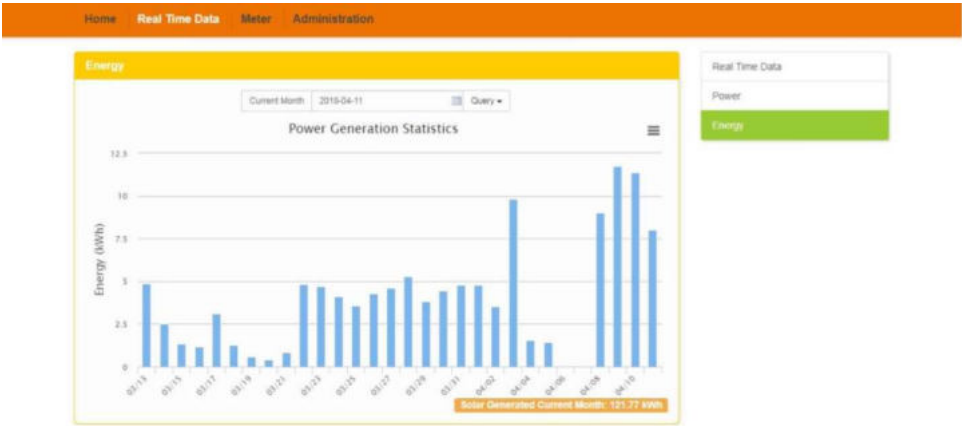 Home Real Time Data Meter Administration
Energy
Real Time Data
Power
Energy
Current Month 2018-04-11 Query
Power Generation Statistics
Energy (kWh)
12.5
10
7.5
5
2.5
0
03/13 03/15 03/17 03/19 03/21 03/23 03/25 03/27 03/29 03/31 04/02 04/04 04/06 04/08 04/10
Solar Generated Current Month: 121.77 kWh